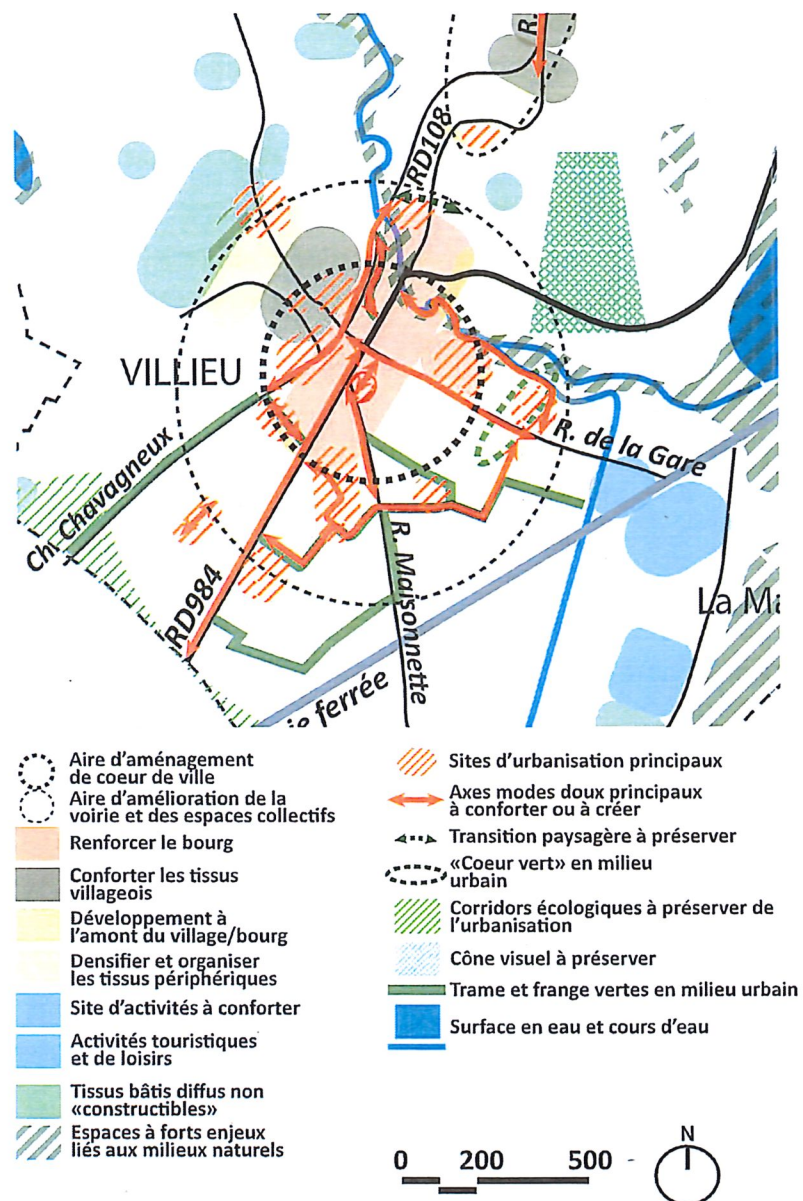 R.
RD108
VILLIEU
R. de la Gare
Ch. Chavagneux
La Ma
RD984
R. Maisonnette
ie ferrée
Aire d'aménagement
de coeur de ville
Aire d'amélioration de la
voirie et des espaces collectifs
Renforcer le bourg
Conforter les tissus
villageois
Développement à
l'amont du village/bourg
Densifier et organiser
les tissus périphériques
Site d'activités à conforter
Activités touristiques
et de loisirs
Tissus bâtis diffus non
«constructibles»
Espaces à forts enjeux
liés aux milieux naturels
Sites d'urbanisation principaux
Axes modes doux principaux
à conforter ou à créer
Transition paysagère à préserver
«Coeur vert» en milieu
urbain
Corridors écologiques à préserver de
l'urbanisation
Cône visuel à préserver
Trame et frange vertes en milieu urbain
Surface en eau et cours d'eau
0 200 500
N